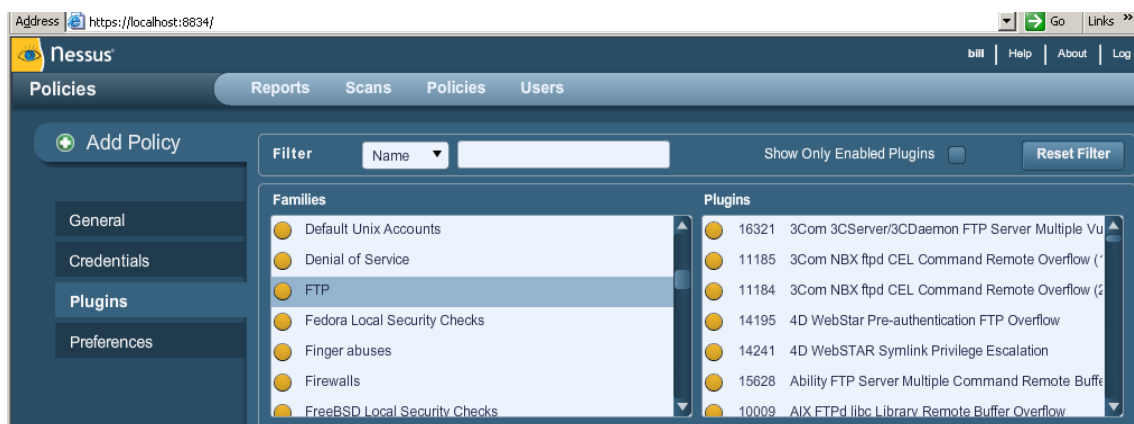 Address https://localhost:8834/ Go Links »
Nessus bill Help About Log
Policies Reports Scans Policies Users
Add Policy
Filter Name Show Only Enabled Plugins Reset Filter
General
Credentials
Plugins
Preferences
Families
Default Unix Accounts
Denial of Service
FTP
Fedora Local Security Checks
Finger abuses
Firewalls
FreeBSD Local Security Checks
Plugins
16321 3Com 3CServer/3CDaemon FTP Server Multiple Vu
11185 3Com NBX ftpd CEL Command Remote Overflow (
11184 3Com NBX ftpd CEL Command Remote Overflow (2
14195 4D WebStar Pre-authentication FTP Overflow
14241 4D WebSTAR Symlink Privilege Escalation
15628 Ability FTP Server Multiple Command Remote Buffe
10009 AIX FTPd libc Library Remote Buffer Overflow